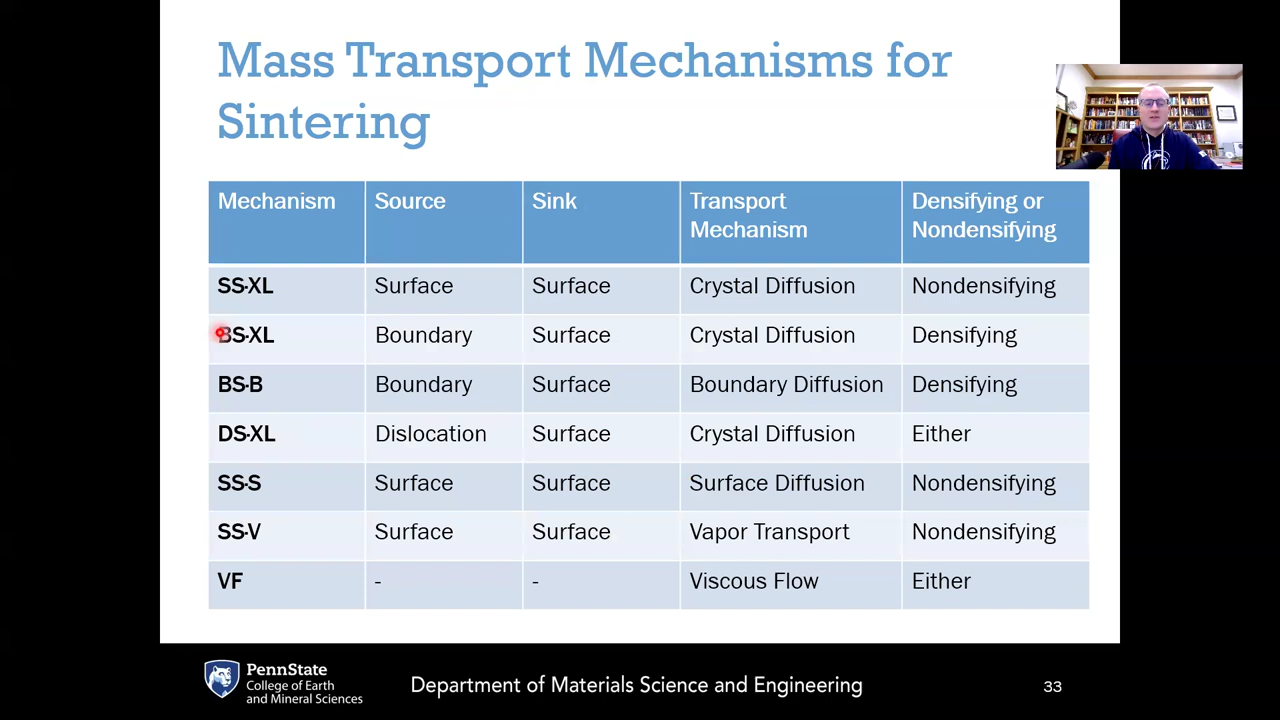 Mass Transport Mechanisms for
Sintering
Mechanism Source Sink Transport Mechanism Densifying or Nondensifying
SS-XL Surface Surface Crystal Diffusion Nondensifying
BS-XL Boundary Surface Crystal Diffusion Densifying
BS-B Boundary Surface Boundary Diffusion Densifying
DS-XL Dislocation Surface Crystal Diffusion Either
SS-S Surface Surface Surface Diffusion Nondensifying
SS-V Surface Surface Vapor Transport Nondensifying
VF - - Viscous Flow Either
PennState
College of Earth
and Mineral Sciences
Department of Materials Science and Engineering
33